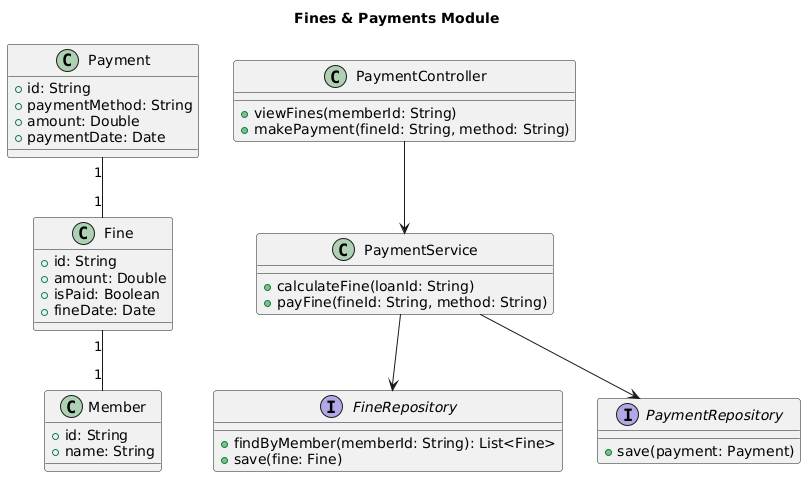 Fines & Payments Module
C Payment
id: String
paymentMethod: String
amount: Double
paymentDate: Date
C PaymentController
viewFines(memberId: String)
makePayment(fineId: String, method: String)
1
1
C Fine
id: String
amount: Double
isPaid: Boolean
fineDate: Date
C PaymentService
calculateFine(loanId: String)
payFine(fineId: String, method: String)
1
1
C Member
id: String
name: String
I FineRepository
findByMember(memberId: String): List<Fine>
save(fine: Fine)
I PaymentRepository
save(payment: Payment)